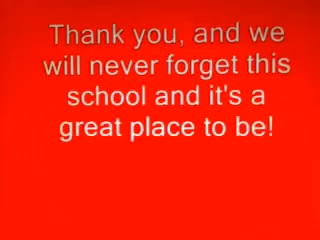 Thank you, and we
will never forget this
school and it's a
great place to be!